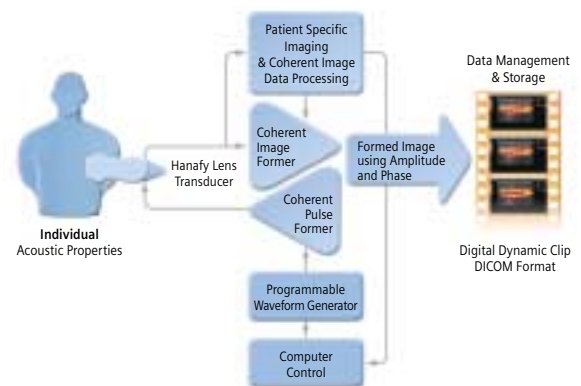 Patient Specific
Imaging
& Coherent Image
Data Processing
Data Management
& Storage
Coherent
Image
Former
Hanafy Lens
Transducer
Formed Image
using Amplitude
and Phase
Coherent
Pulse
Former
Individual
Acoustic Properties
Digital Dynamic Clip
DICOM Format
Programmable
Waveform Generator
Computer
Control